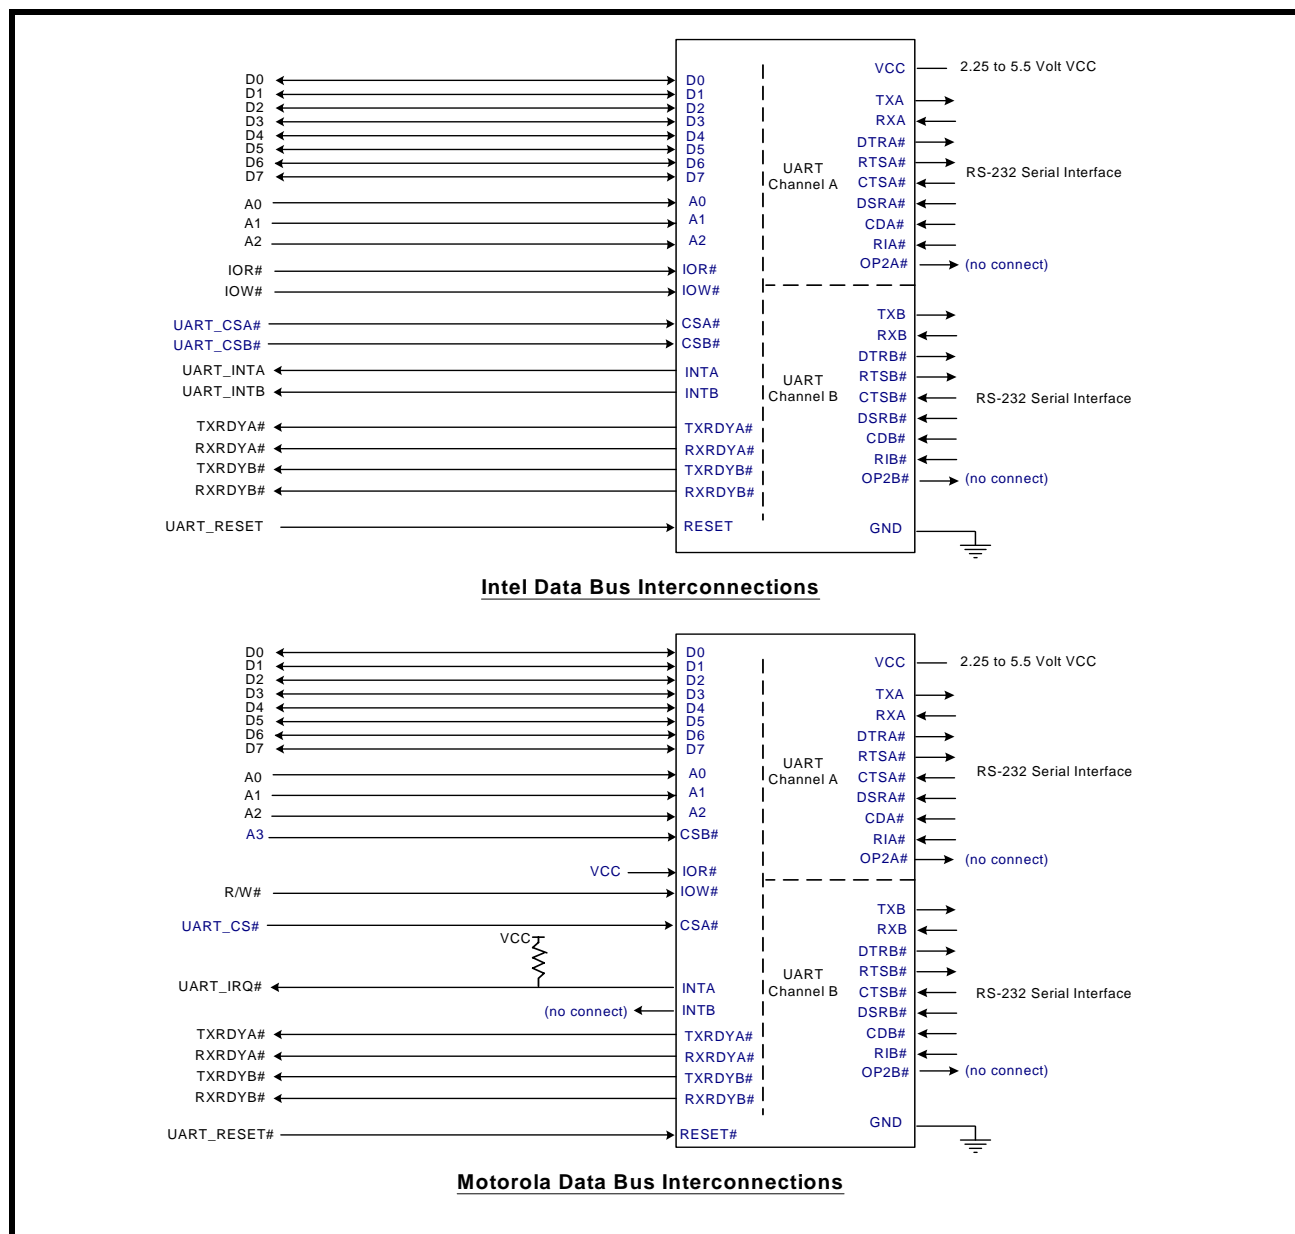 D0
D1
D2
D3
D4
D5
D6
D7
A0
A1
A2
IOR#
IOW#
UART_CSA#
UART_CSB#
UART_INTA
UART_INTB
TXRDYA#
RXRDYA#
TXRDYB#
RXRDYB#
UART_RESET
D0
D1
D2
D3
D4
D5
D6
D7
A0
A1
A2
IOR#
IOW#
CSA#
CSB#
INTA
INTB
TXRDYA#
RXRDYA#
TXRDYB#
RXRDYB#
RESET
UART
Channel A
UART
Channel B
VCC
TXA
RXA
DTRA#
RTSA#
CTSA#
DSRA#
CDA#
RIA#
OP2A#
TXB
RXB
DTRB#
RTSB#
CTSB#
DSRB#
CDB#
RIB#
OP2B#
GND
2.25 to 5.5 Volt VCC
RS-232 Serial Interface
(no connect)
RS-232 Serial Interface
(no connect)
Intel Data Bus Interconnections
D0
D1
D2
D3
D4
D5
D6
D7
A0
A1
A2
A3
VCC
R/W#
UART_CS#
VCC
UART_IRQ#
(no connect)
TXRDYA#
RXRDYA#
TXRDYB#
RXRDYB#
UART_RESET#
D0
D1
D2
D3
D4
D5
D6
D7
A0
A1
A2
CSB#
IOR#
IOW#
CSA#
INTA
INTB
TXRDYA#
RXRDYA#
TXRDYB#
RXRDYB#
RESET#
UART
Channel A
UART
Channel B
VCC
TXA
RXA
DTRA#
RTSA#
CTSA#
DSRA#
CDA#
RIA#
OP2A#
TXB
RXB
DTRB#
RTSB#
CTSB#
DSRB#
CDB#
RIB#
OP2B#
GND
2.25 to 5.5 Volt VCC
RS-232 Serial Interface
(no connect)
RS-232 Serial Interface
(no connect)
Motorola Data Bus Interconnections